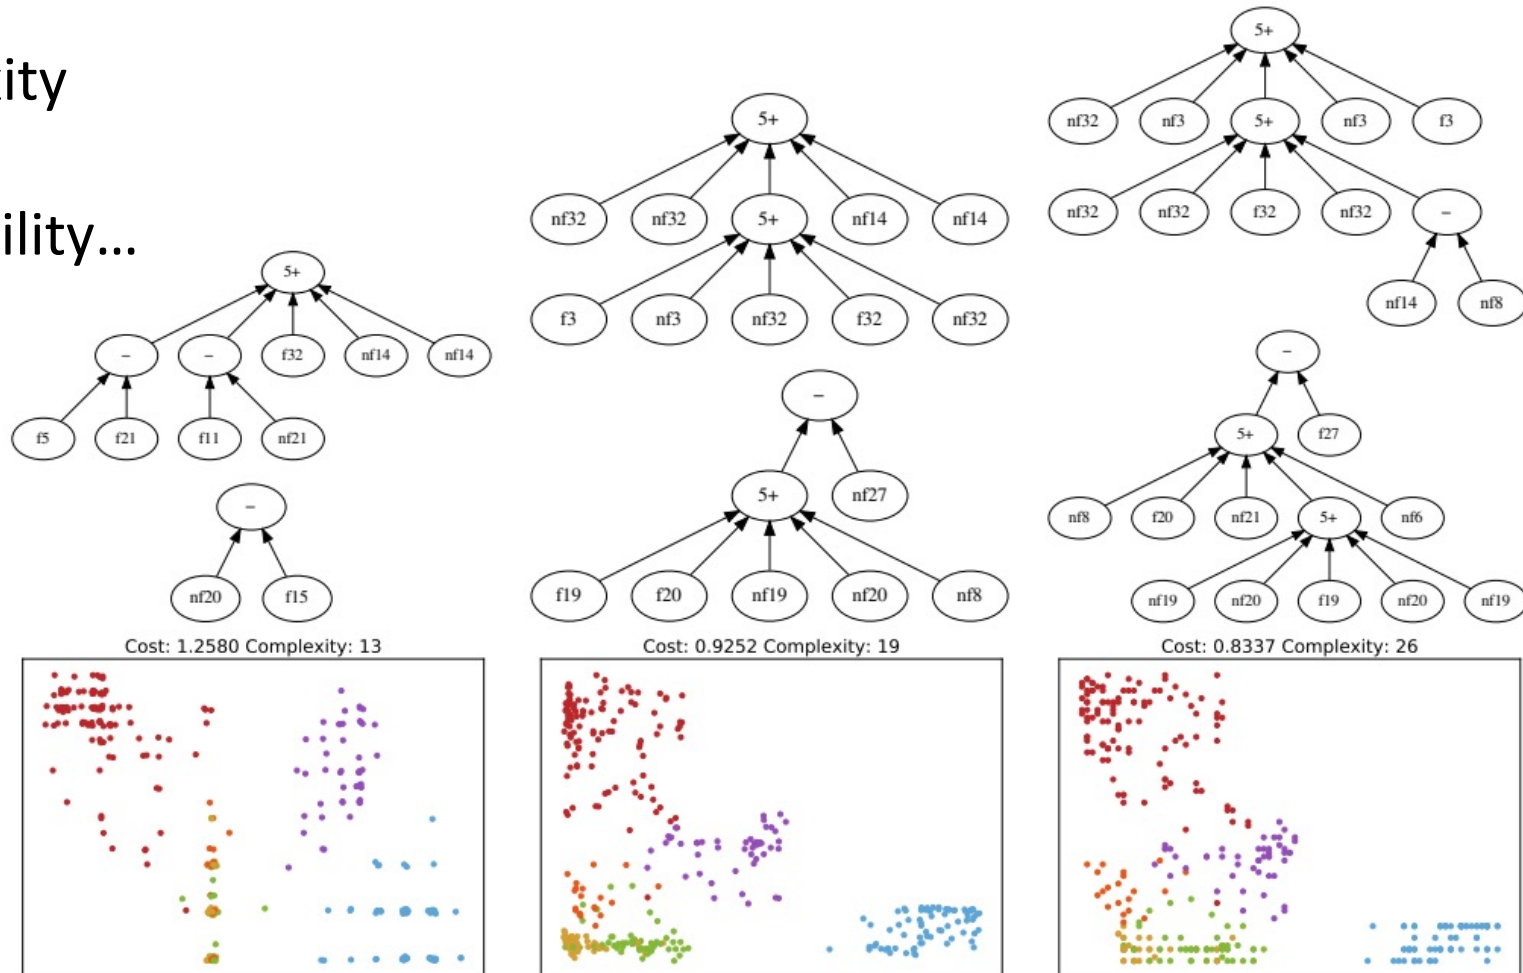 xity
ility...
5+
− − f32 nf14 nf14
f5 f21 f11 nf21
−
nf20 f15
Cost: 1.2580 Complexity: 13
5+
nf32 nf32 5+ nf14 nf14
f3 nf3 nf32 f32 nf32
−
5+ nf27
f19 f20 nf19 nf20 nf8
Cost: 0.9252 Complexity: 19
5+
nf32 nf3 5+ nf3 f3
nf32 nf32 f32 nf32 −
nf14 nf8
−
5+ f27
nf8 f20 nf21 5+ nf6
nf19 nf20 f19 nf20 nf19
Cost: 0.8337 Complexity: 26